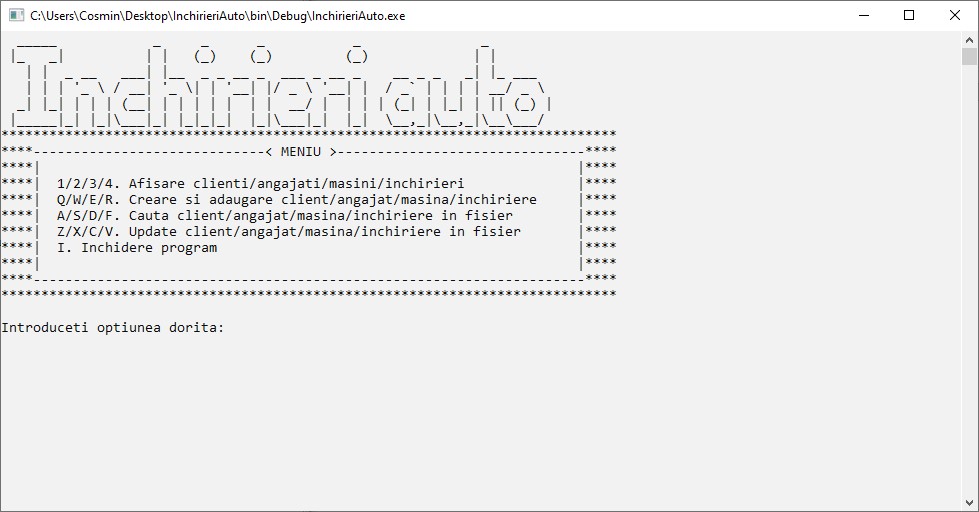 C:\Users\Cosmin\Desktop\InchirieriAuto\bin\Debug\InchirieriAuto.exe
Inchirieri auto
< MENIU >
1/2/3/4. Afisare clienti/angajati/masini/inchirieri
Q/W/E/R. Creare si adaugare client/angajat/masina/inchiriere
A/S/D/F. Cauta client/angajat/masina/inchiriere in fisier
Z/X/C/V. Update client/angajat/masina/inchiriere in fisier
I. Inchidere program
Introduceti optiunea dorita: